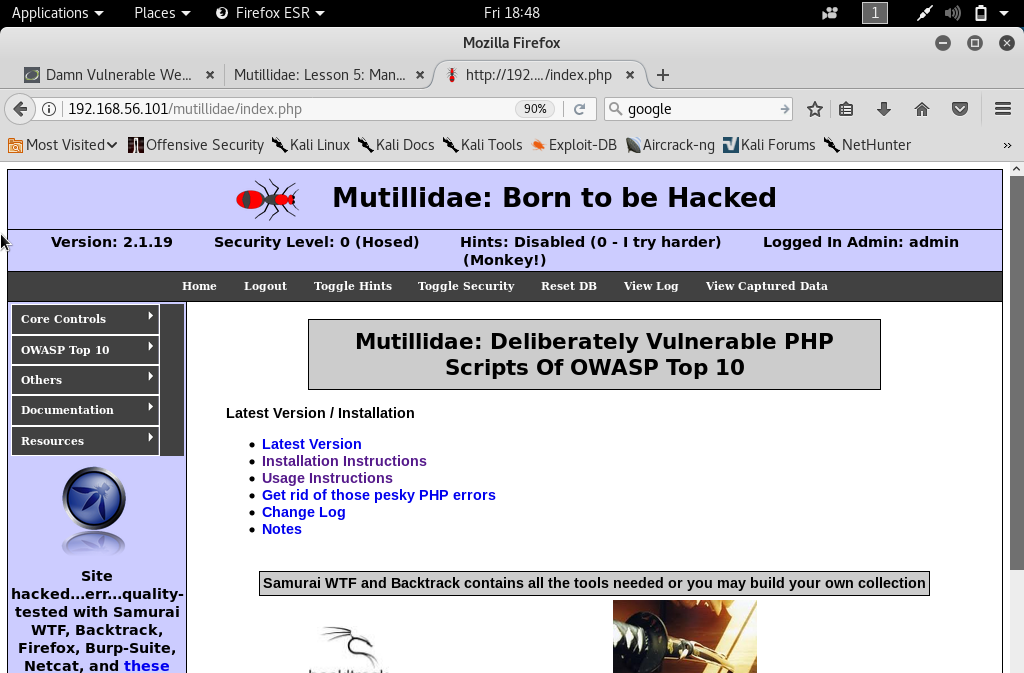 Applications Places Firefox ESR Fri 18:48 1
Mozilla Firefox
Damn Vulnerable We... × Mutillidae: Lesson 5: Man... × http://192..../index.php ×
192.168.56.101/mutillidae/index.php 90% google
Most Visited Offensive Security Kali Linux Kali Docs Kali Tools Exploit-DB Aircrack-ng Kali Forums NetHunter »
Mutillidae: Born to be Hacked
Version: 2.1.19 Security Level: 0 (Hosed) Hints: Disabled (0 - I try harder) Logged In Admin: admin
(Monkey!)
Home Logout Toggle Hints Toggle Security Reset DB View Log View Captured Data
Core Controls
OWASP Top 10
Others
Documentation
Resources
Site
hacked...err...quality-
tested with Samurai
WTF, Backtrack,
Firefox, Burp-Suite,
Netcat, and these
Mutillidae: Deliberately Vulnerable PHP
Scripts Of OWASP Top 10
Latest Version / Installation
• Latest Version
• Installation Instructions
• Usage Instructions
• Get rid of those pesky PHP errors
• Change Log
• Notes
Samurai WTF and Backtrack contains all the tools needed or you may build your own collection